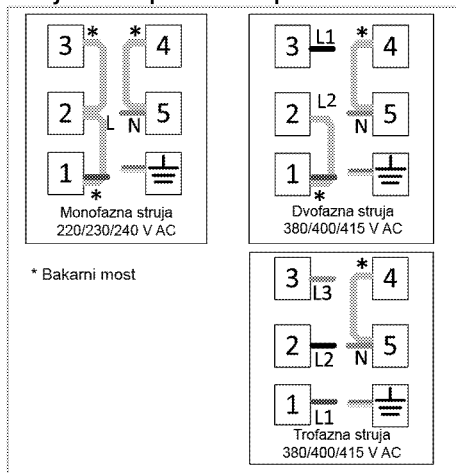 3 * * 4
2 L N 5
1 *
Monofazna struja
220/230/240 V AC
3 L1 * 4
2 L2 N 5
1 *
Dvofazna struja
380/400/415 V AC
* Bakarni most
3 L3 * 4
2 L2 N 5
1 L1
Trofazna struja
380/400/415 V AC